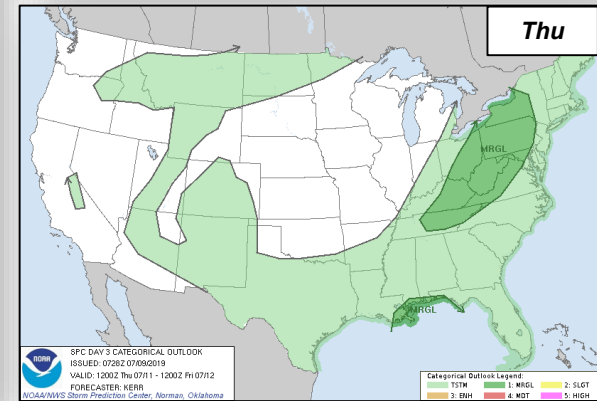 Thu
MRGL
MRGL
NOAA
SPC DAY 3 CATEGORICAL OUTLOOK
ISSUED: 0728Z 07/09/2019
VALID: 1200Z Thu 07/11 - 1200Z Fri 07/12
FORECASTER: KERR
NOAA/NWS Storm Prediction Center, Norman, Oklahoma
Categorical Outlook Legend:
TSTM 1: MRGL 2: SLGT
3: ENH 4: MDT 5: HIGH